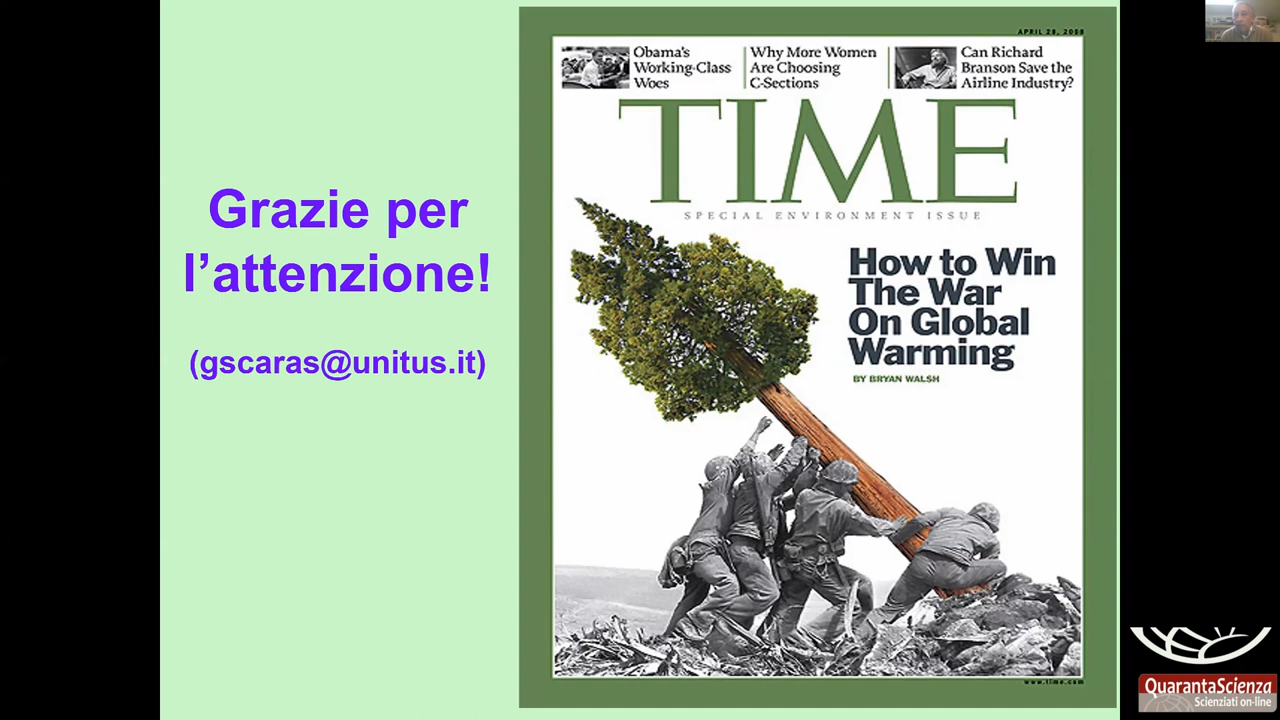 Grazie per
l’attenzione!
(gscaras@unitus.it)
APRIL 28, 2008
Obama's
Working-Class
Woes
Why More Women
Are Choosing
C-Sections
Can Richard
Branson Save the
Airline Industry?
TIME
SPECIAL ENVIRONMENT ISSUE
How to Win
The War
On Global
Warming
BY BRYAN WALSH
www.time.com
QuarantaScienza
Scienziati on-line